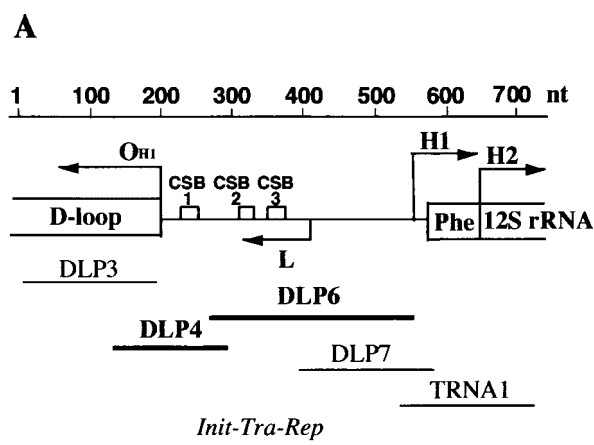 A
1 100 200 300 400 500 600 700 nt
OH1 H1 H2
CSB 1 CSB 2 CSB 3
D-loop Phe 12S rRNA
L
DLP3
DLP6
DLP4
DLP7
TRNA1
Init-Tra-Rep